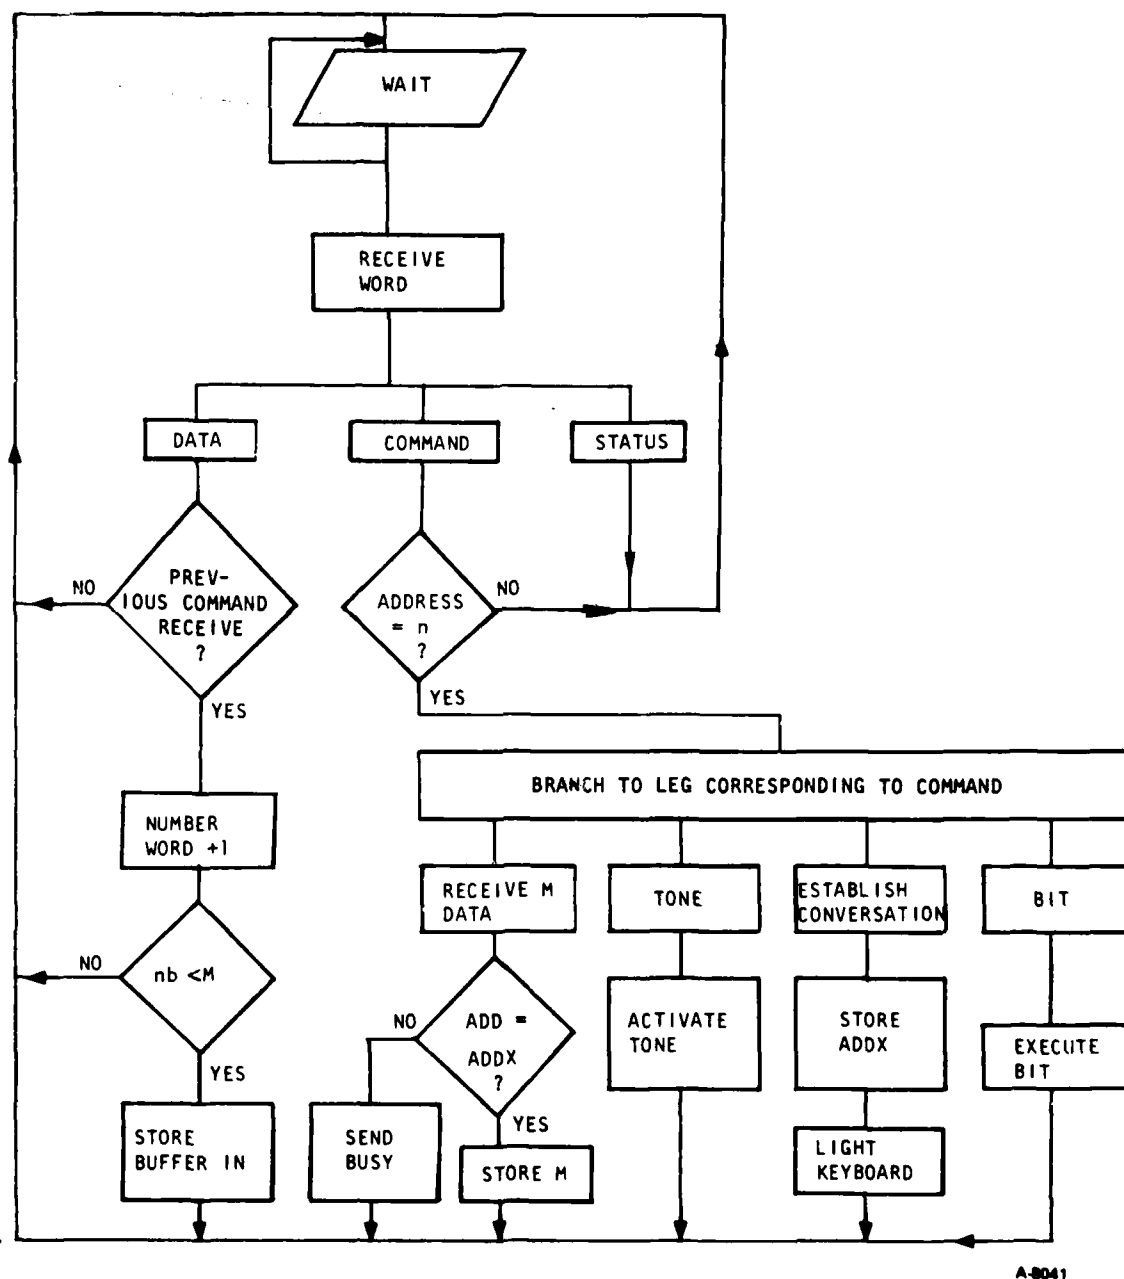 WAIT
RECEIVE
WORD
DATA
COMMAND
STATUS
PREV-
IOUS COMMAND
RECEIVE
?
NO
YES
ADDRESS
= n
?
NO
YES
BRANCH TO LEG CORRESPONDING TO COMMAND
NUMBER
WORD +1
nb <M
NO
YES
STORE
BUFFER IN
RECEIVE M
DATA
ADD =
ADDX
?
NO
YES
SEND
BUSY
STORE M
TONE
ACTIVATE
TONE
ESTABLISH
CONVERSATION
STORE
ADDX
LIGHT
KEYBOARD
BIT
EXECUTE
BIT
A-8041